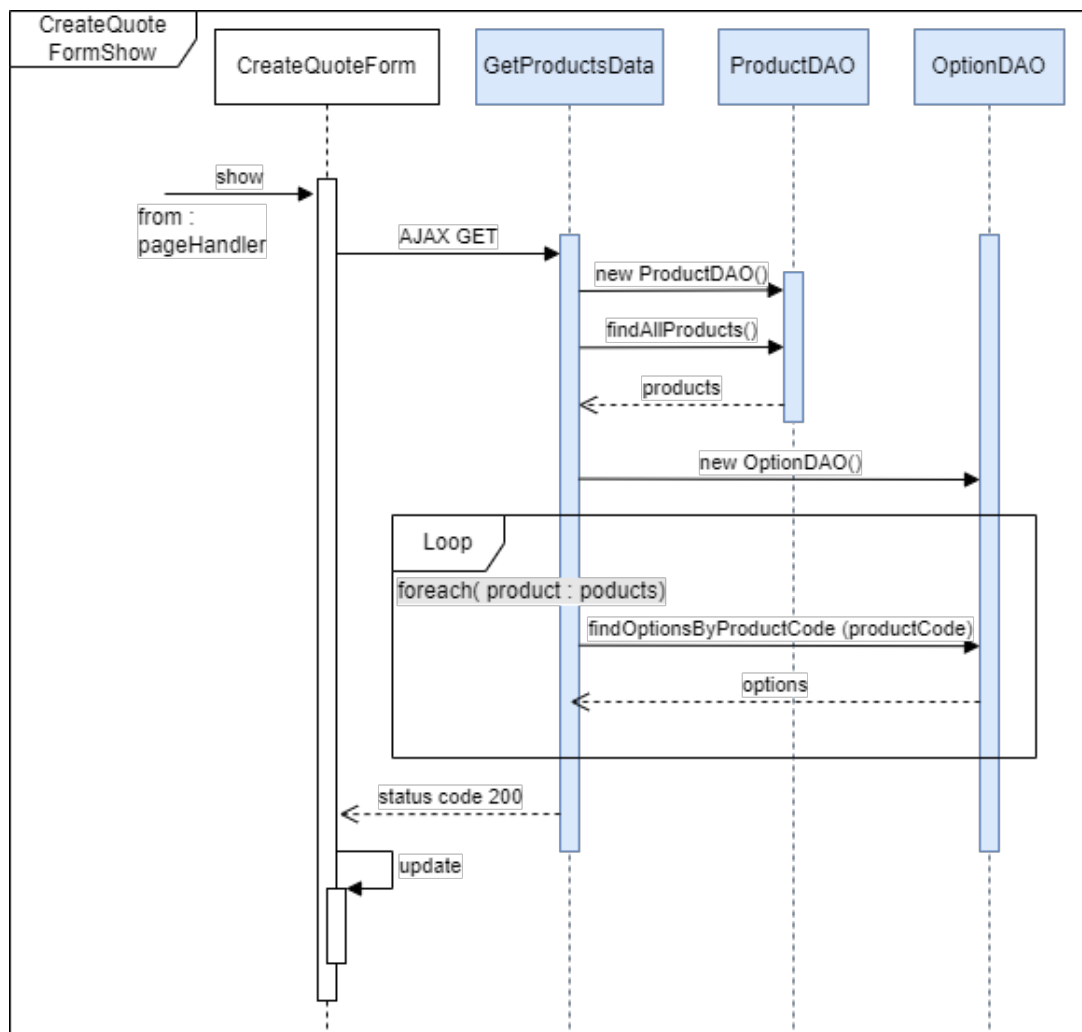 CreateQuote
FormShow
CreateQuoteForm
GetProductsData
ProductDAO
OptionDAO
show
from :
pageHandler
AJAX GET
new ProductDAO()
findAllProducts()
products
new OptionDAO()
Loop
foreach( product : poducts)
findOptionsByProductCode (productCode)
options
status code 200
update